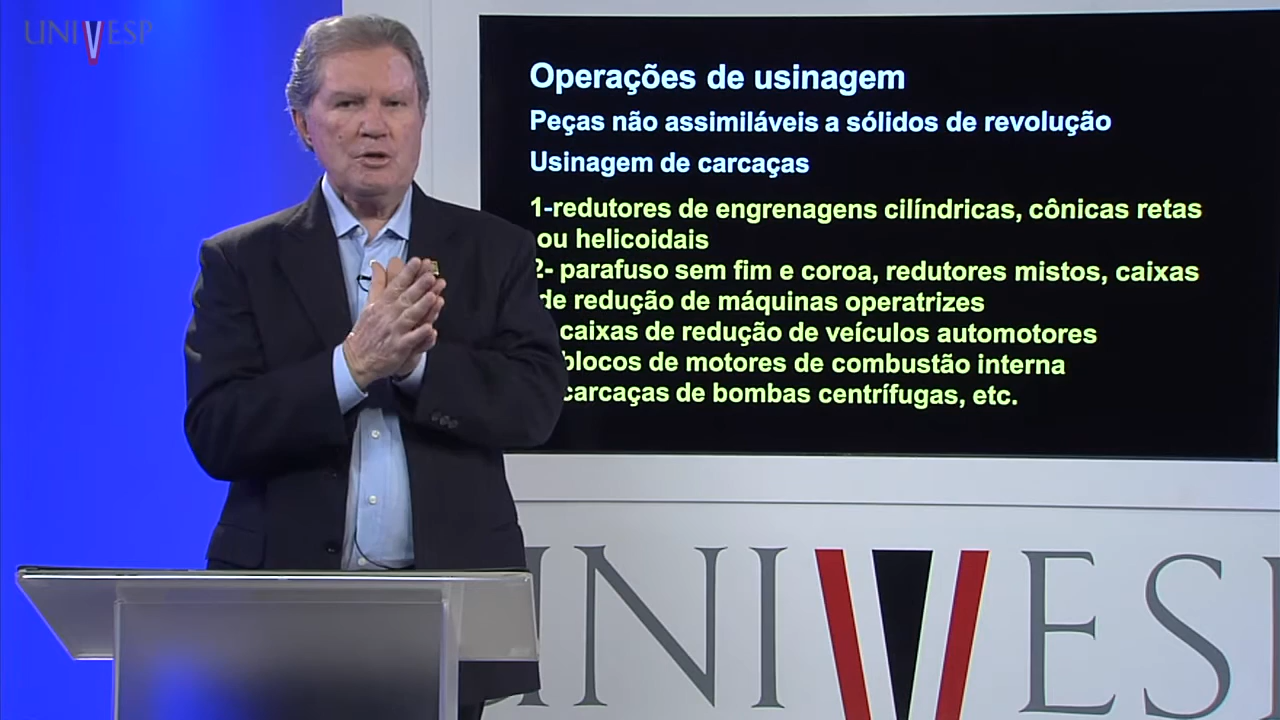 UNIVESP
Operações de usinagem
Peças não assimiláveis a sólidos de revolução
Usinagem de carcaças
1-redutores de engrenagens cilíndricas, cônicas retas
ou helicoidais
2- parafuso sem fim e coroa, redutores mistos, caixas
de redução de máquinas operatrizes
caixas de redução de veículos automotores
blocos de motores de combustão interna
carcaças de bombas centrífugas, etc.
UNIVESP